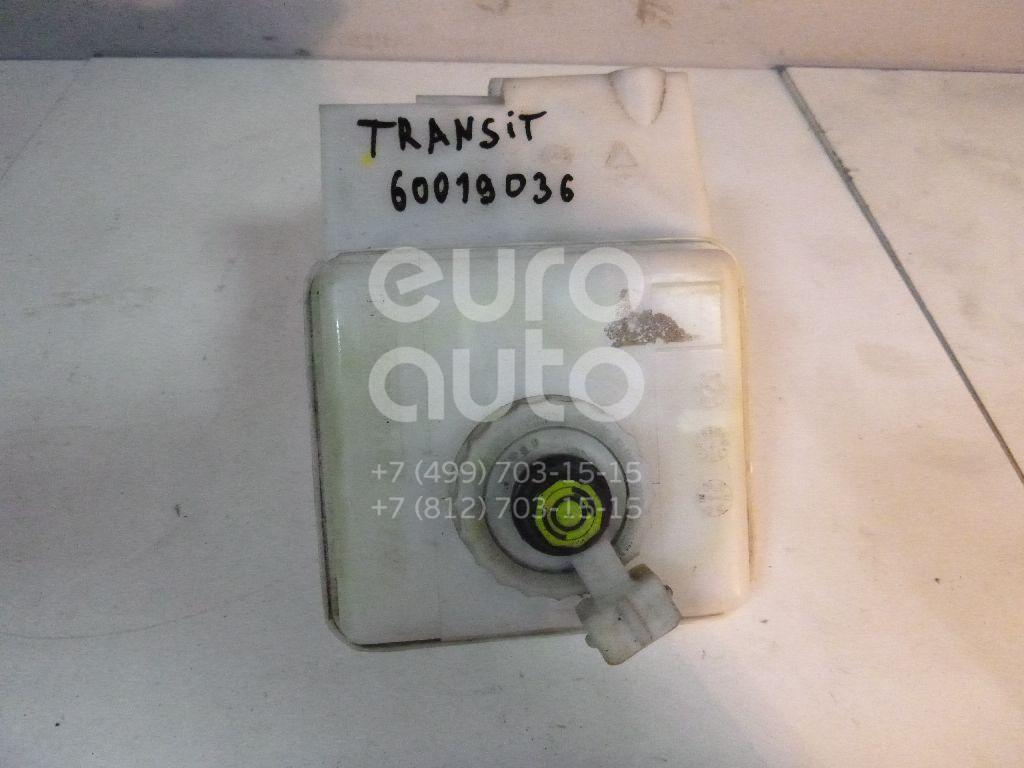 TRANSiT
60019036
euro
auto
+7 (499) 703-15-15
+7 (812) 703-15-15